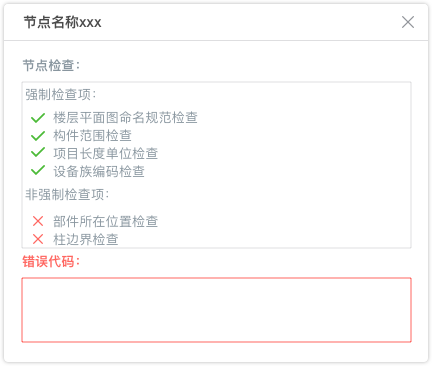 节点名称xxx
节点检查：
强制检查项：
楼层平面图命名规范检查
构件范围检查
项目长度单位检查
设备族编码检查
非强制检查项：
部件所在位置检查
柱边界检查
错误代码：